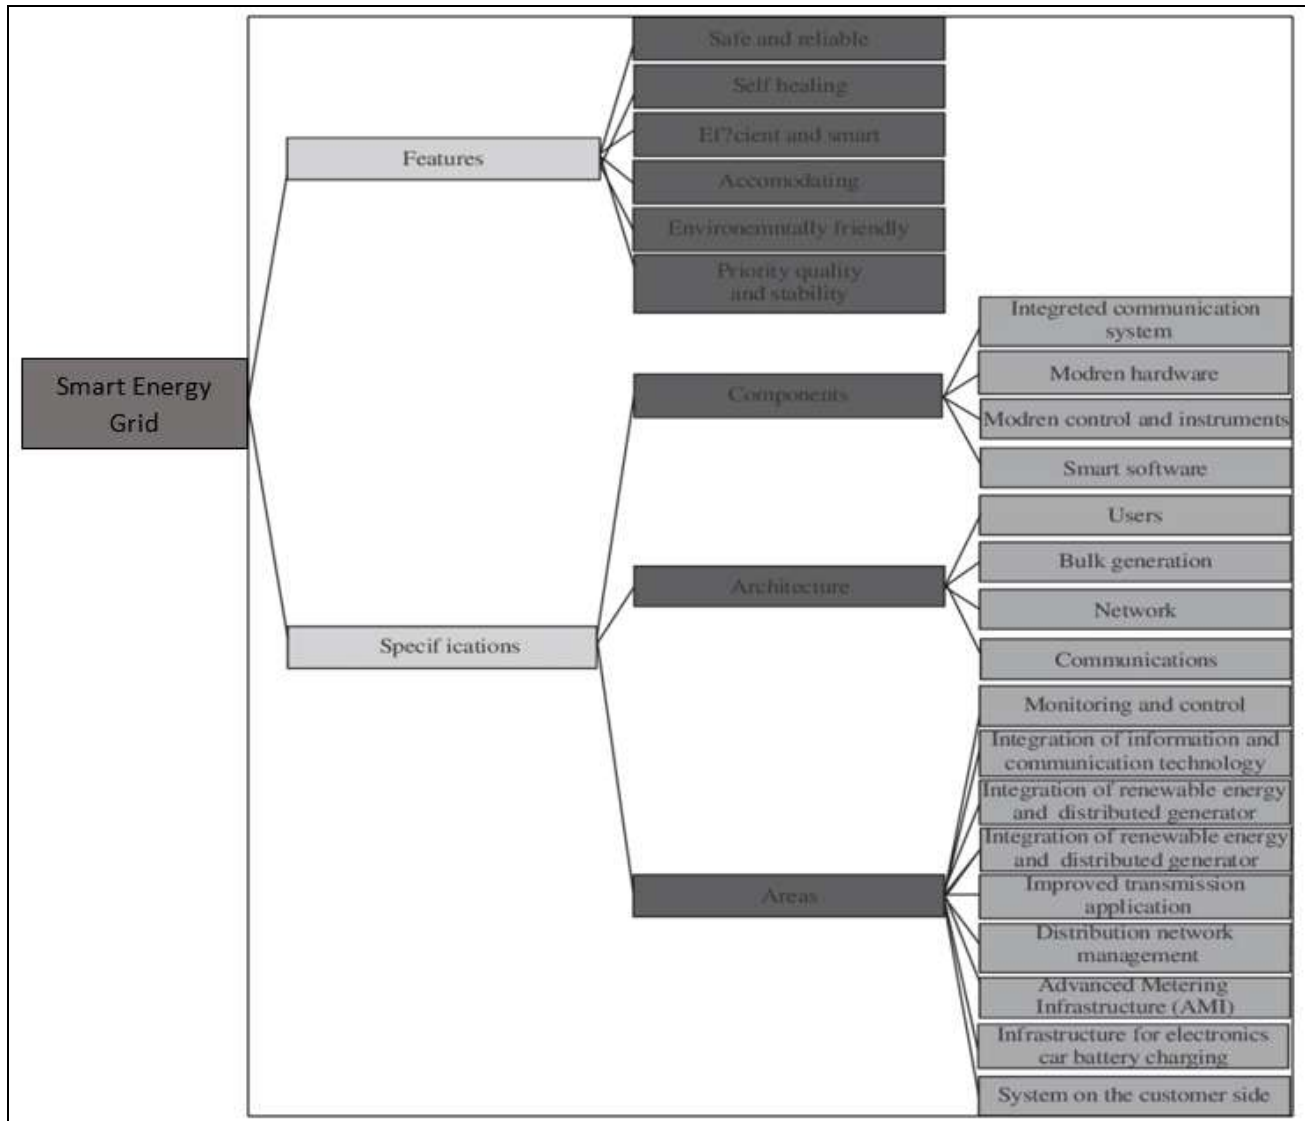 Smart Energy
Grid
Features
Safe and reliable
Self healing
Ef?cient and smart
Accomodating
Environemntally friendly
Priority quality
and stability
Specif ications
Components
Integreted communication
system
Modren hardware
Modren control and instruments
Smart software
Architecture
Users
Bulk generation
Network
Communications
Areas
Monitoring and control
Integration of information and
communication technology
Integration of renewable energy
and distributed generator
Integration of renewable energy
and distributed generator
Improved transmission
application
Distribution network
management
Advanced Metering
Infrastructure (AMI)
Infrastructure for electronics
car battery charging
System on the customer side